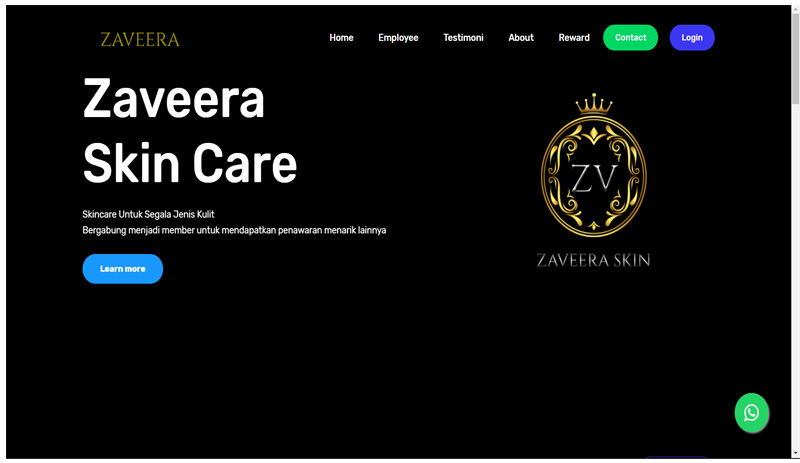 ZAVEERA
Home Employee Testimoni About Reward Contact Login
Zaveera
Skin Care
Skincare Untuk Segala Jenis Kulit
Bergabung menjadi member untuk mendapatkan penawaran menarik lainnya
Learn more
ZV
ZAVEERA SKIN